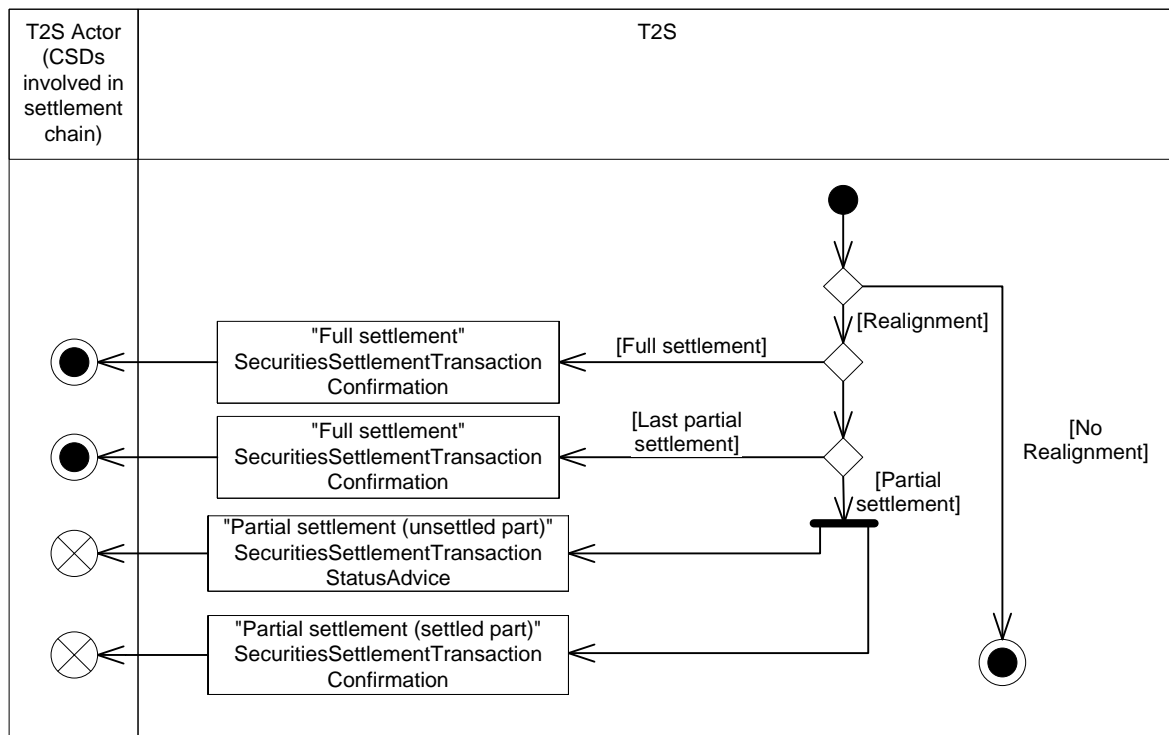 T2S Actor
(CSDs
involved in
settlement
chain)
T2S
[Realignment]
"Full settlement"
SecuritiesSettlementTransaction
Confirmation
[Full settlement]
"Full settlement"
SecuritiesSettlementTransaction
Confirmation
[Last partial
settlement]
[No
Realignment]
[Partial
settlement]
"Partial settlement (unsettled part)"
SecuritiesSettlementTransaction
StatusAdvice
"Partial settlement (settled part)"
SecuritiesSettlementTransaction
Confirmation